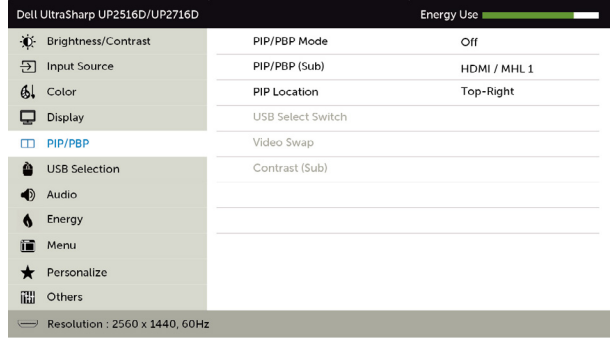 Dell UltraSharp UP2516D/UP2716D Energy Use
Brightness/Contrast PIP/PBP Mode Off
Input Source PIP/PBP (Sub) HDMI / MHL 1
Color PIP Location Top-Right
Display USB Select Switch
PIP/PBP Video Swap
USB Selection Contrast (Sub)
Audio
Energy
Menu
Personalize
Others
Resolution : 2560 x 1440, 60Hz